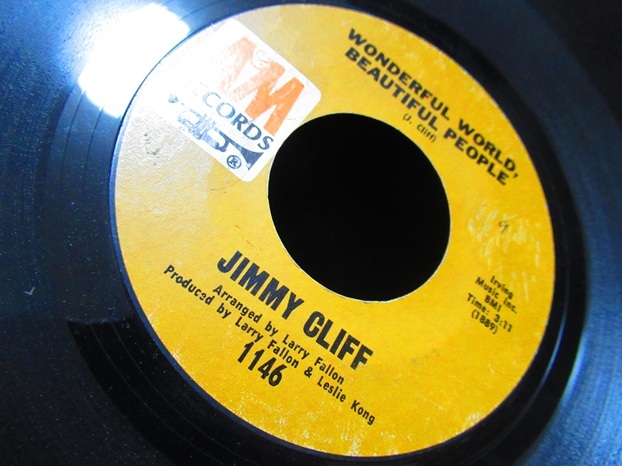 A&M
RECORDS
®
WONDERFUL WORLD,
BEAUTIFUL PEOPLE
(J. Cliff)
Irving
Music Inc.
BMI
Time: 3:11
(1889)
JIMMY CLIFF
Arranged by Larry Fallon
Produced by Larry Fallon & Leslie Kong
1146